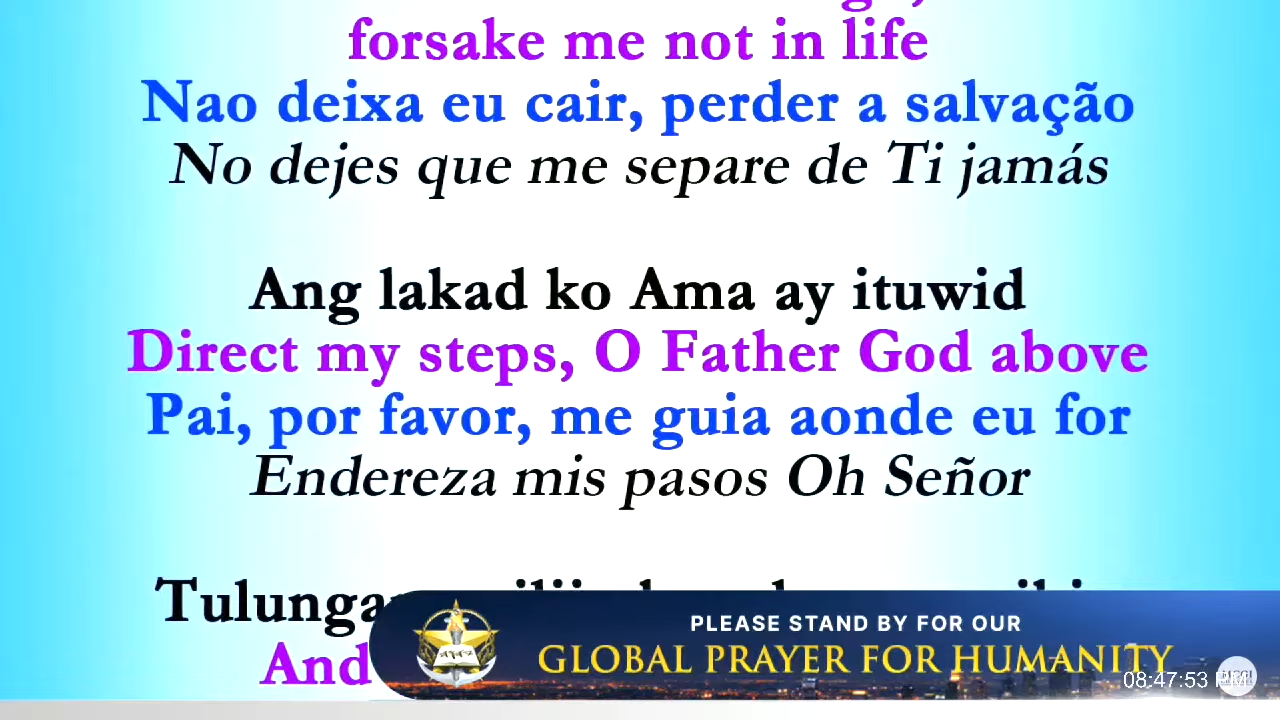 forsake me not in life
Nao deixa eu cair, perder a salvação
No dejes que me separe de Ti jamás
Ang lakad ko Ama ay ituwid
Direct my steps, O Father God above
Pai, por favor, me guia aonde eu for
Endereza mis pasos Oh Señor
And
PLEASE STAND BY FOR OUR
GLOBAL PRAYER FOR HUMANITY
08:47:53 PM